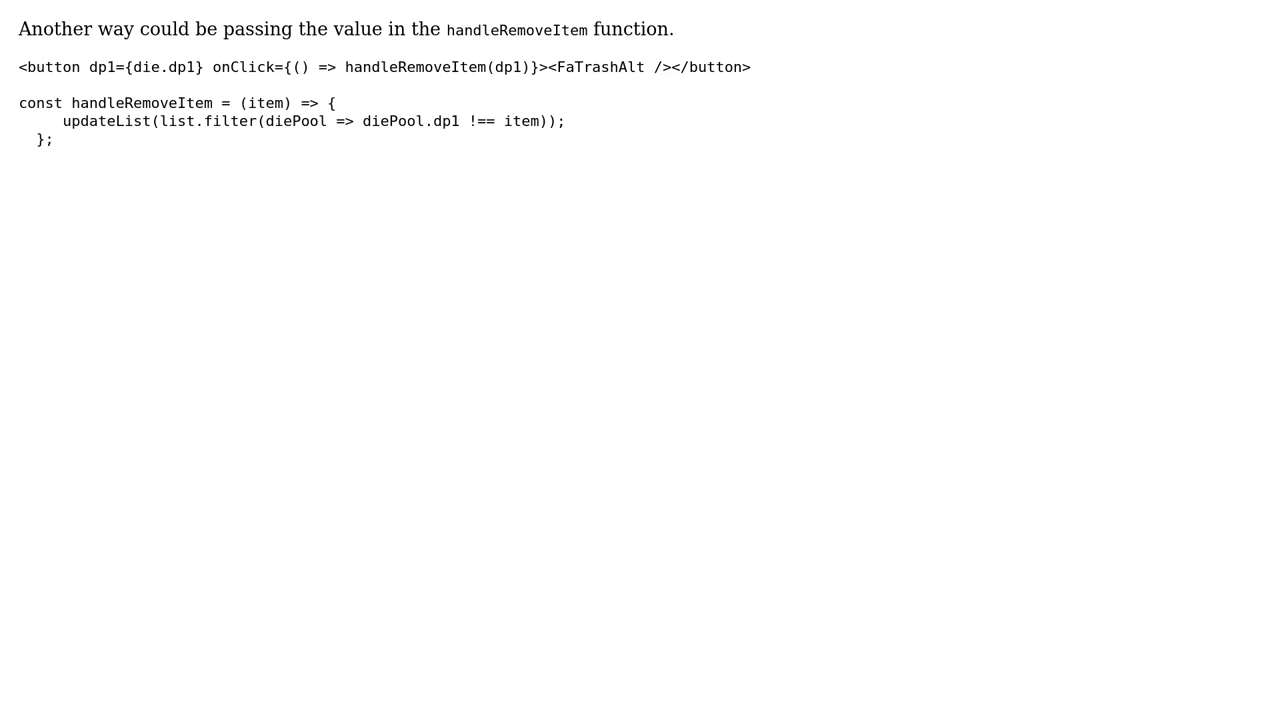 Another way could be passing the value in the handleRemoveItem function.
<button dp1={die.dp1} onClick={() => handleRemoveItem(dp1)}><FaTrashAlt /></button>
const handleRemoveItem = (item) => {
     updateList(list.filter(diePool => diePool.dp1 !== item));
  };